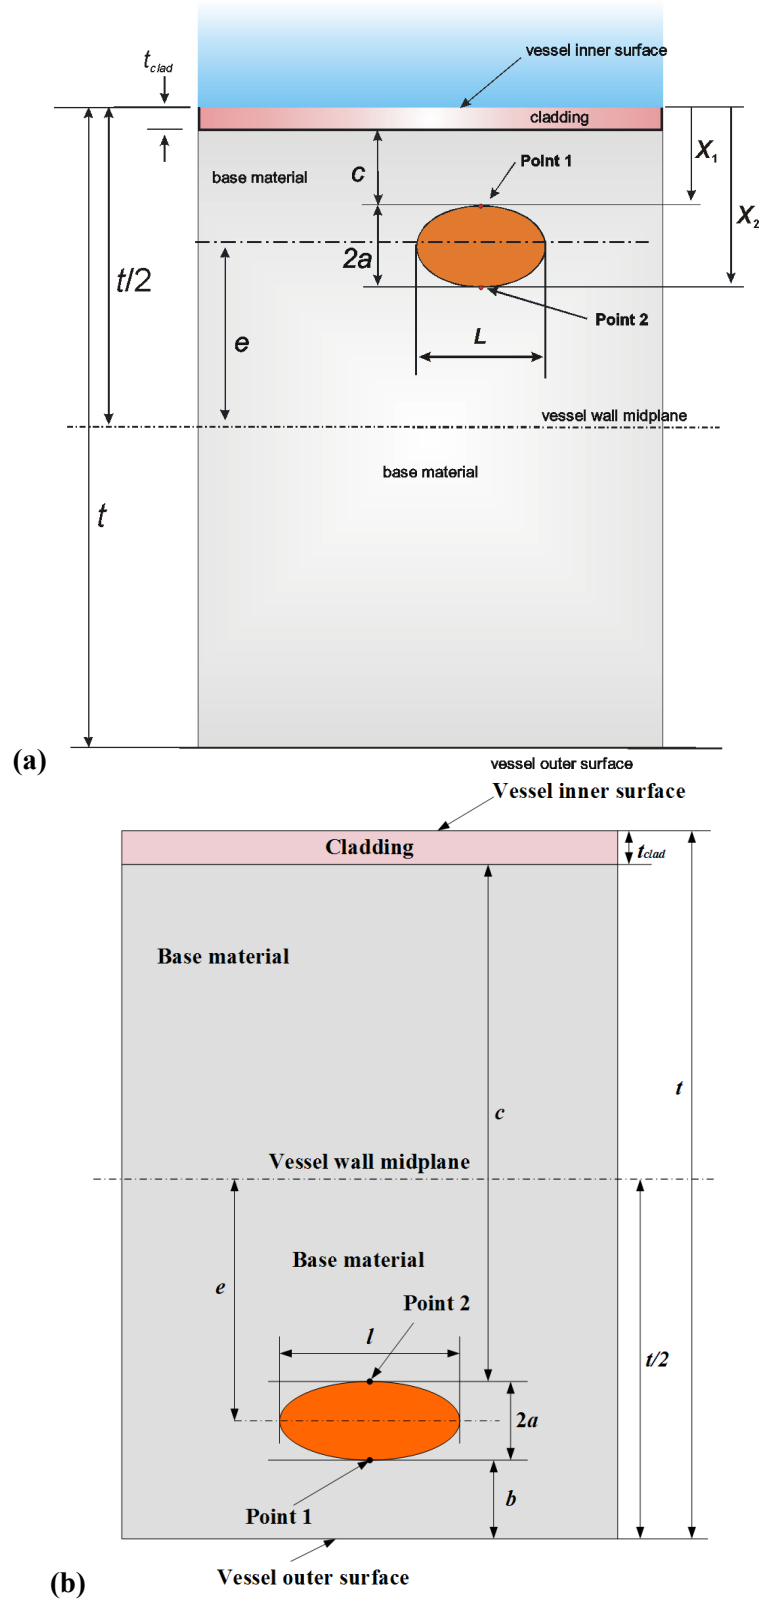 vessel inner surface
t clad
cladding
Point 1
X1
base material
c
X2
2a
t/2
Point 2
e
L
vessel wall midplane
base material
t
(a)
vessel outer surface
Vessel inner surface
Cladding
tclad
Base material
t
c
Vessel wall midplane
Base material
e
Point 2
l
t/2
2a
b
Point 1
Vessel outer surface
(b)